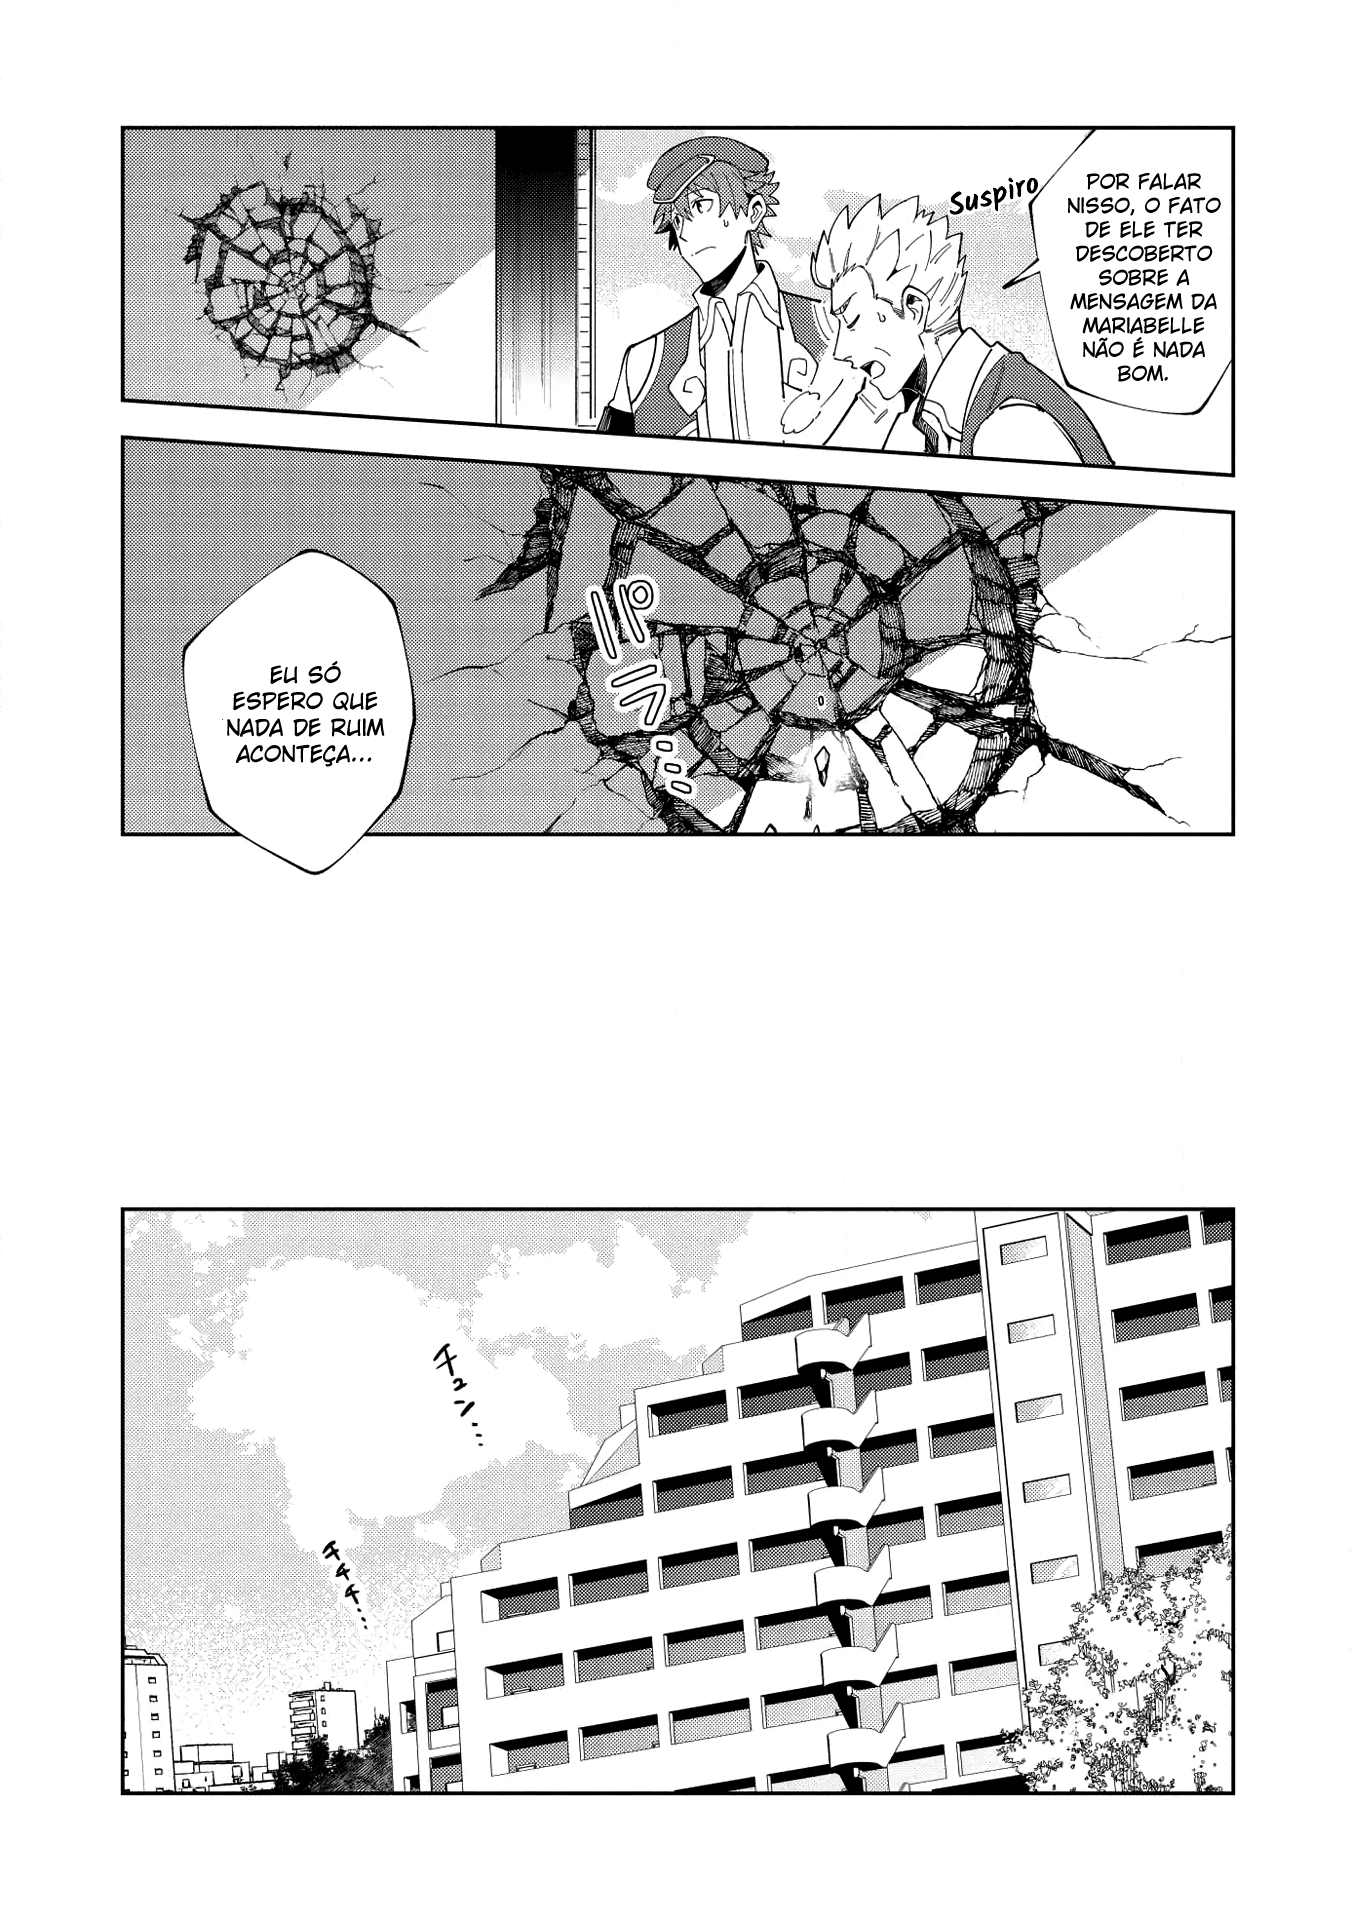 POR FALAR
NISSO, O FATO
DE ELE TER
DESCOBERTO
SOBRE A
MENSAGEM DA
MARIABELLE
NÃO É NADA
BOM.
Suspiro
パラ...
EU SÓ
ESPERO QUE
NADA DE RUIM
ACONTEÇA...
チュン...
チチチ...